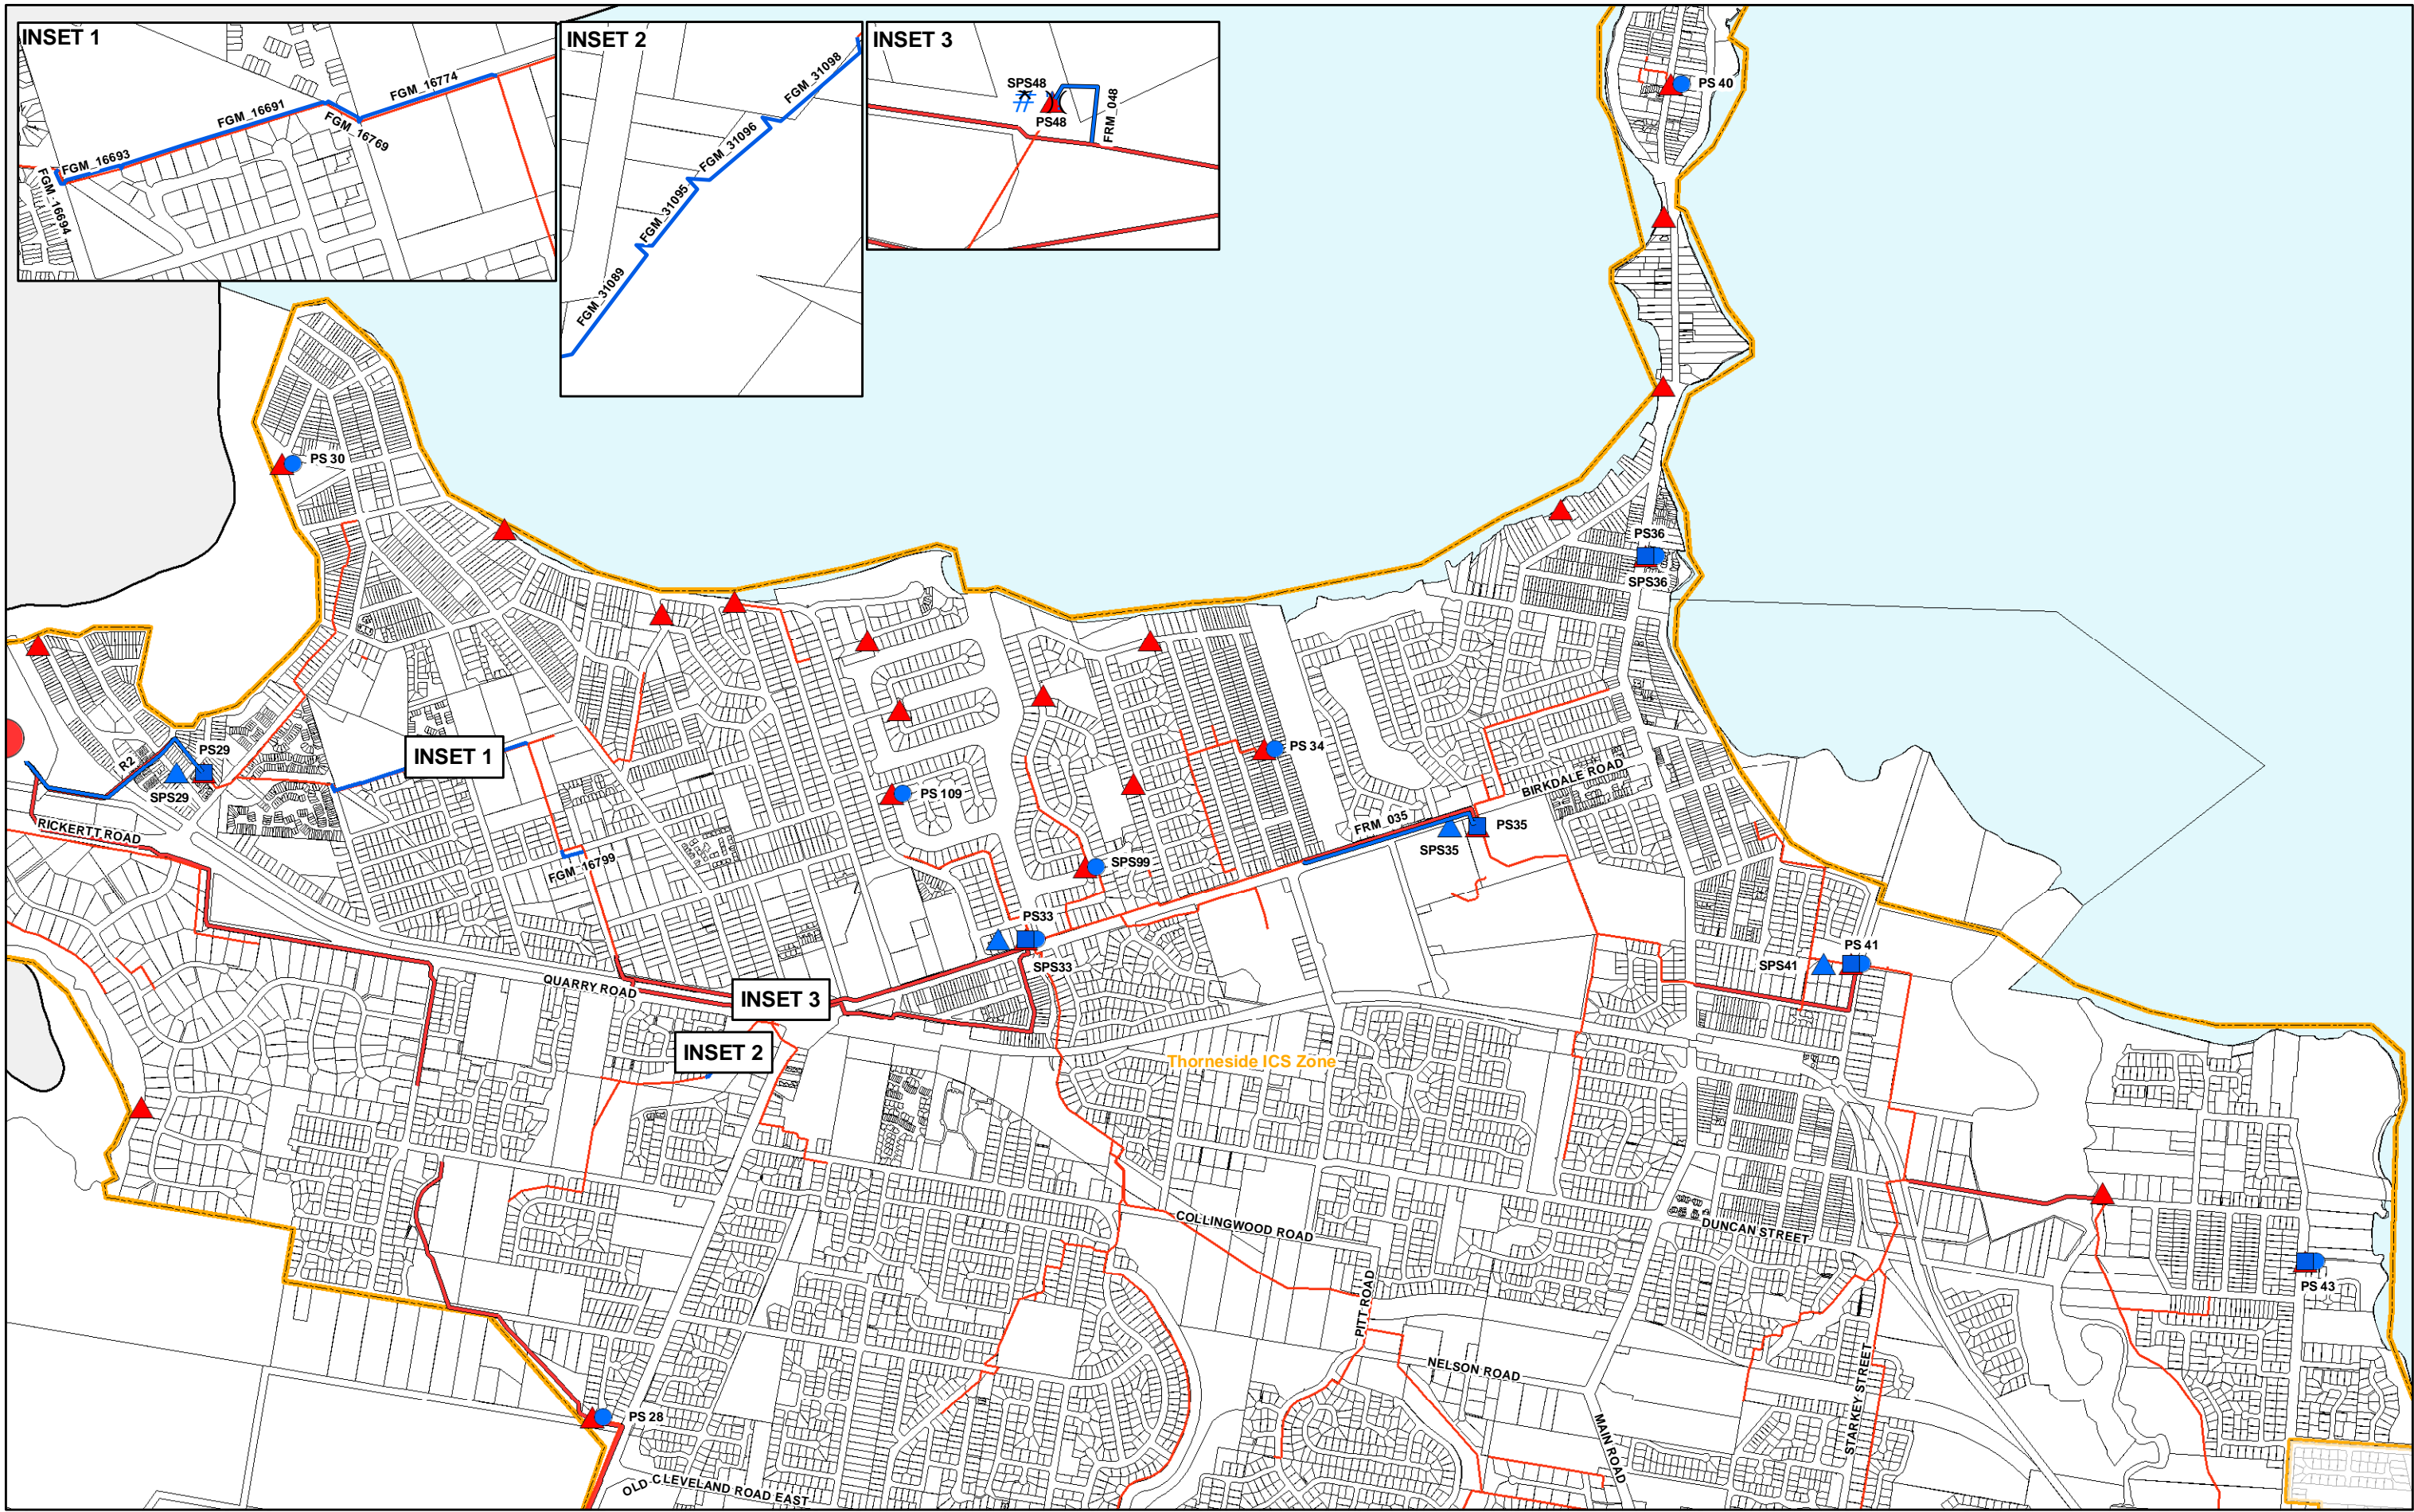 INSET 1
FGM_16774
FGM_16691
FGM_16769
FGM_16693
FGM_16694
INSET 2
FGM_31098
FGM_31096
FGM_31095
FGM_31089
INSET 3
SPS48
PS48
FRM_048
PS 40
PS 30
PS36
SPS36
PS29
R2
SPS29
INSET 1
PS 34
BIRKDALE ROAD
PS 109
FRM_035
PS35
SPS35
RICKERTT ROAD
FGM_16799
SPS99
PS33
SPS33
PS 41
SPS41
QUARRY ROAD
INSET 3
INSET 2
Thorneside ICS Zone
COLLINGWOOD ROAD
DUNCAN STREET
PITT ROAD
PS 43
NELSON ROAD
STARKEY STREET
MAIN ROAD
PS 28
OLD CLEVELAND ROAD EAST